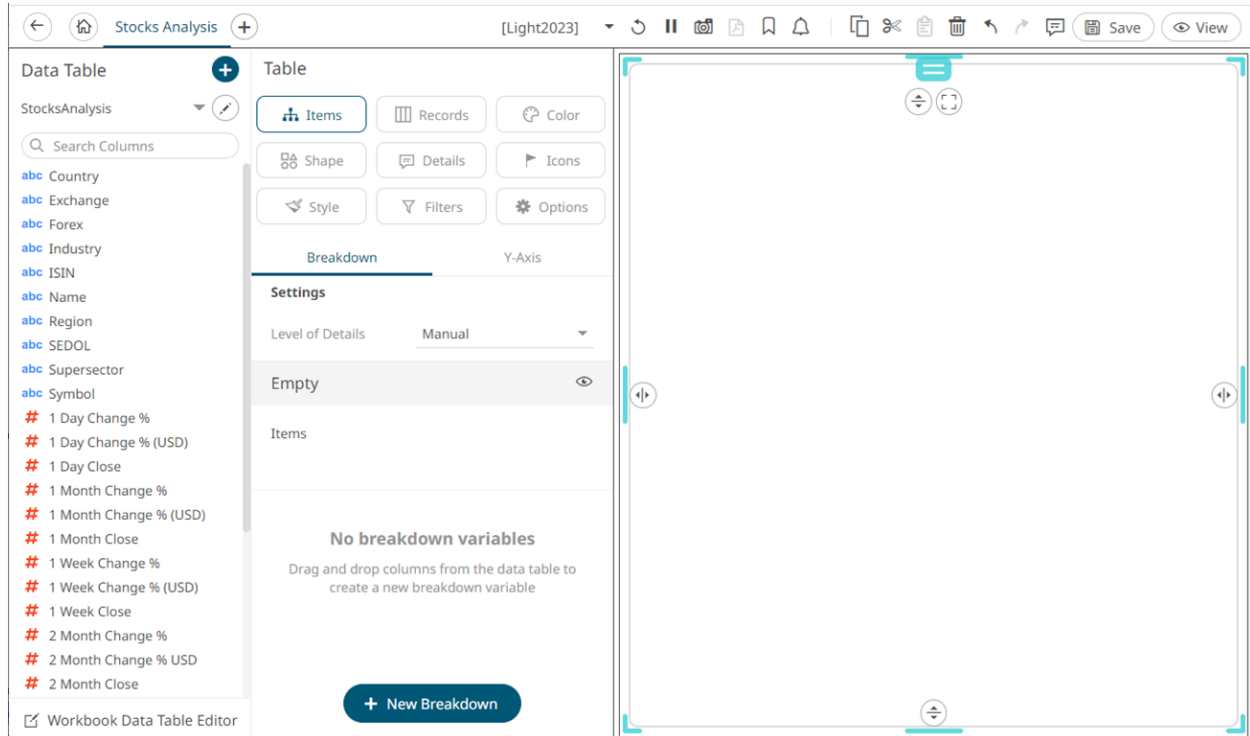 Stocks Analysis
[Light2023]
Save
View
Data Table
StocksAnalysis
Search Columns
abc Country
abc Exchange
abc Forex
abc Industry
abc ISIN
abc Name
abc Region
abc SEDOL
abc Supersector
abc Symbol
# 1 Day Change %
# 1 Day Change % (USD)
# 1 Day Close
# 1 Month Change %
# 1 Month Change % (USD)
# 1 Month Close
# 1 Week Change %
# 1 Week Change % (USD)
# 1 Week Close
# 2 Month Change %
# 2 Month Change % USD
# 2 Month Close
Workbook Data Table Editor
Table
Items
Records
Color
Shape
Details
Icons
Style
Filters
Options
Breakdown
Y-Axis
Settings
Level of Details
Manual
Empty
Items
No breakdown variables
Drag and drop columns from the data table to
create a new breakdown variable
+ New Breakdown